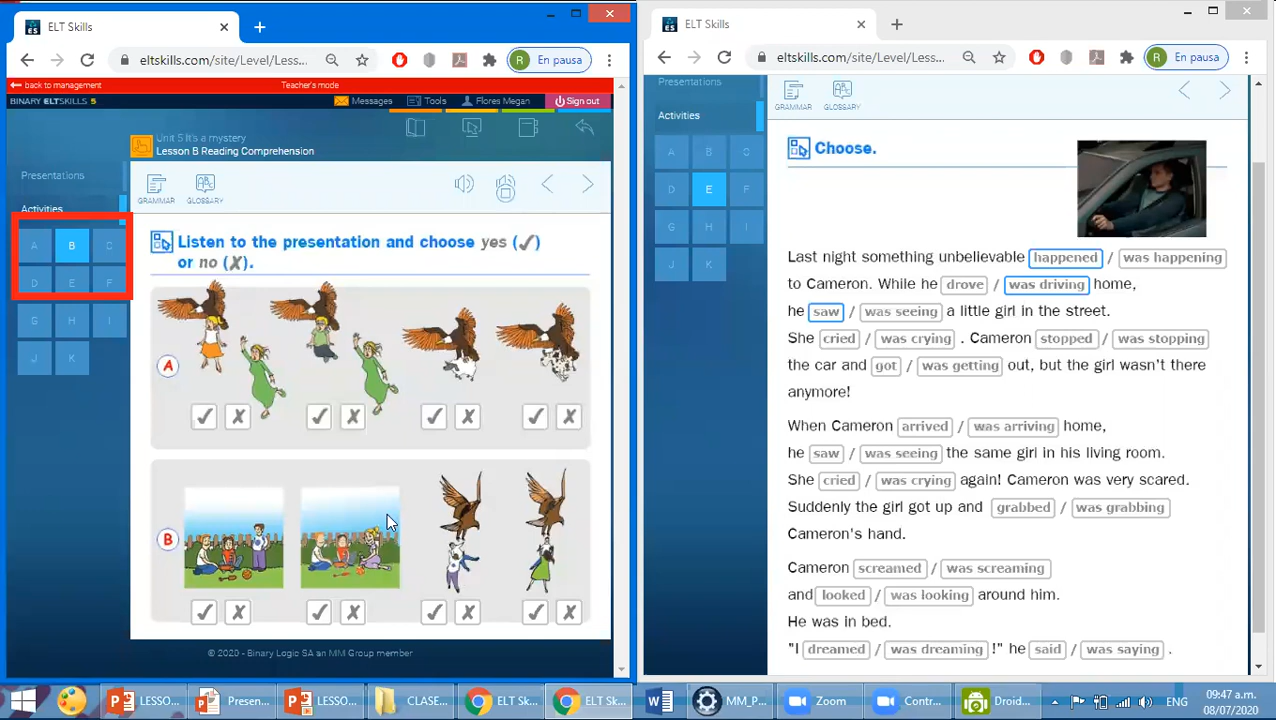 ELT Skills
eltskills.com/site/Level/Less...
En pausa
back to management
Teacher's mode
BINARY ELTSKILLS 5
Messages
Tools
Flores Megan
Sign out
Unit 5 It's a mystery
Lesson B Reading Comprehension
Presentations
Activities
GRAMMAR
GLOSSARY
A B C
D E F
G H I
J K
Listen to the presentation and choose yes (✓)
or no (✗).
A
B
© 2020 - Binary Logic SA an MM Group member
ELT Skills
eltskills.com/site/Level/Less...
En pausa
Presentations
Activities
GRAMMAR
GLOSSARY
A B C
D E F
G H I
J K
Choose.
Last night something unbelievable happened / was happening
to Cameron. While he drove / was driving home,
he saw / was seeing a little girl in the street.
She cried / was crying . Cameron stopped / was stopping
the car and got / was getting out, but the girl wasn't there
anymore!
When Cameron arrived / was arriving home,
he saw / was seeing the same girl in his living room.
She cried / was crying again! Cameron was very scared.
Suddenly the girl got up and grabbed / was grabbing
Cameron's hand.
Cameron screamed / was screaming
and looked / was looking around him.
He was in bed.
"I dreamed / was dreaming !" he said / was saying .
LESSO...
Presen...
LESSO...
CLASE...
ELT Sk...
ELT Sk...
MM_P...
Zoom
Contr...
Droid...
ENG
09:47 a.m.
08/07/2020